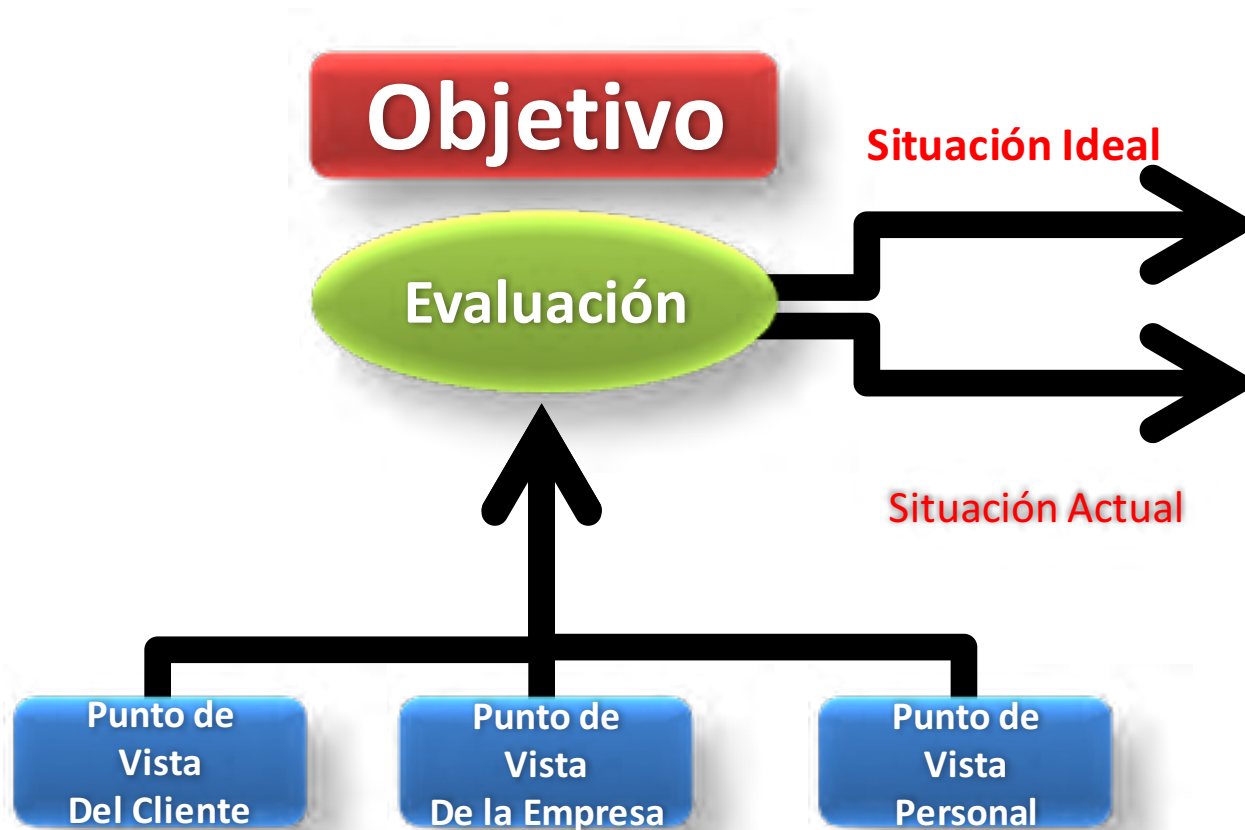 Objetivo
Situación Ideal
Evaluación
Situación Actual
Punto de
Vista
Del Cliente
Punto de
Vista
De la Empresa
Punto de
Vista
Personal